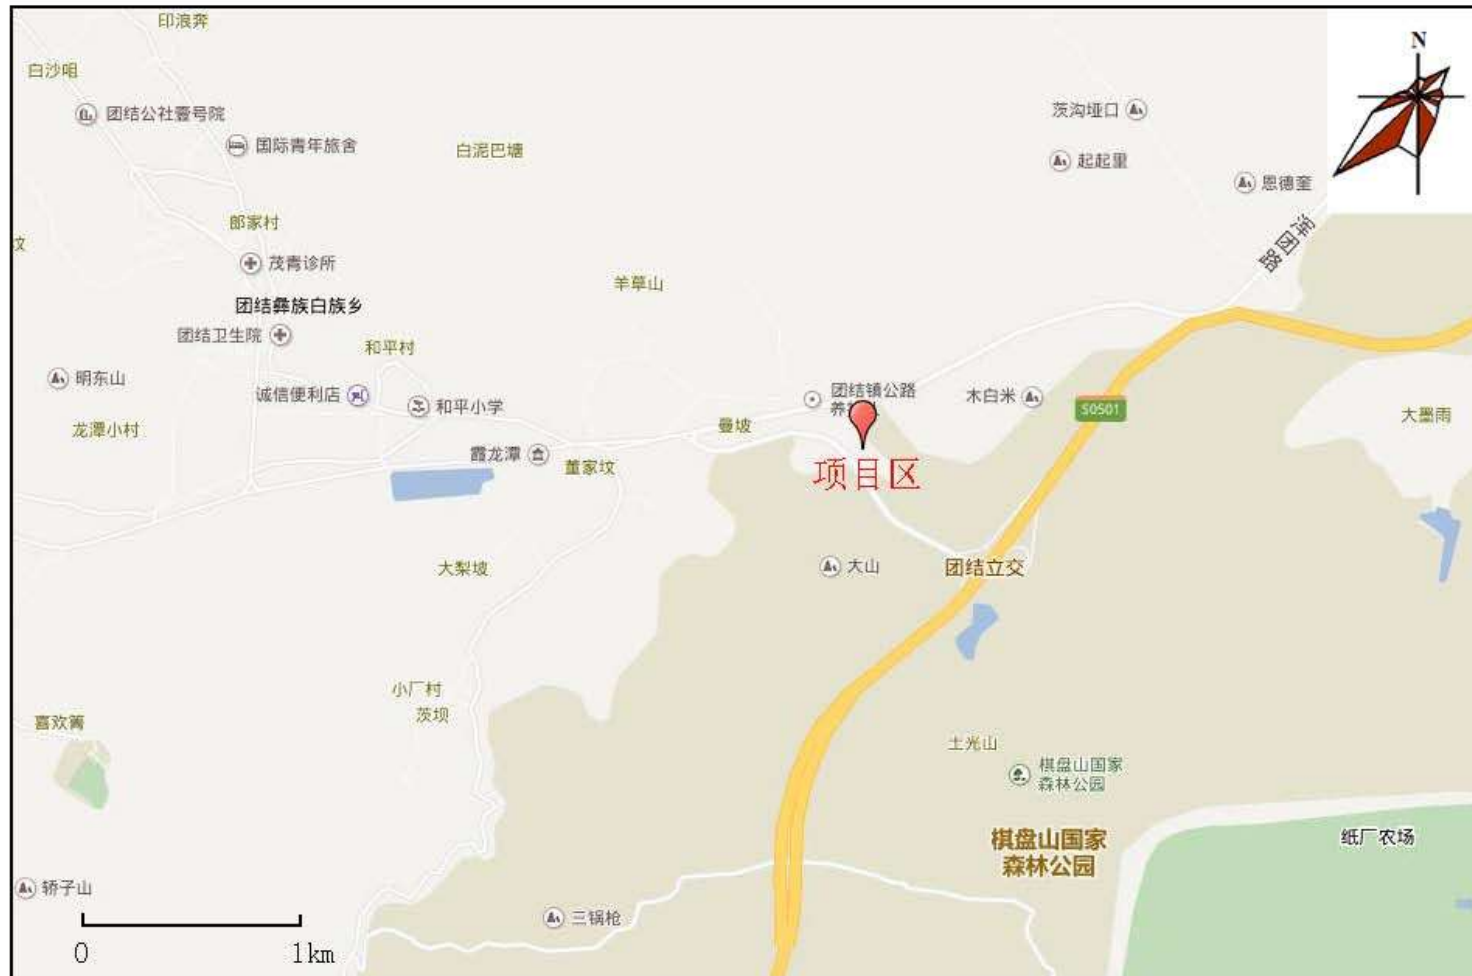 印浪奔
N
白沙咀
团结公社壹号院
茨沟垭口
国际青年旅舍
白泥巴塘
起起里
恩德奎
郎家村
坟
滓团路
茂青诊所
羊草山
团结彝族白族乡
团结卫生院
和平村
明东山
诚信便利店
和平小学
团结镇公路
养
木白米
S0501
大墨雨
龙潭小村
曼坡
霞龙潭
董家坟
项目区
大梨坡
大山
团结立交
小厂村
茨坝
喜欢箐
土光山
棋盘山国家
森林公园
棋盘山国家
森林公园
纸厂农场
轿子山
三锅枪
0
1km